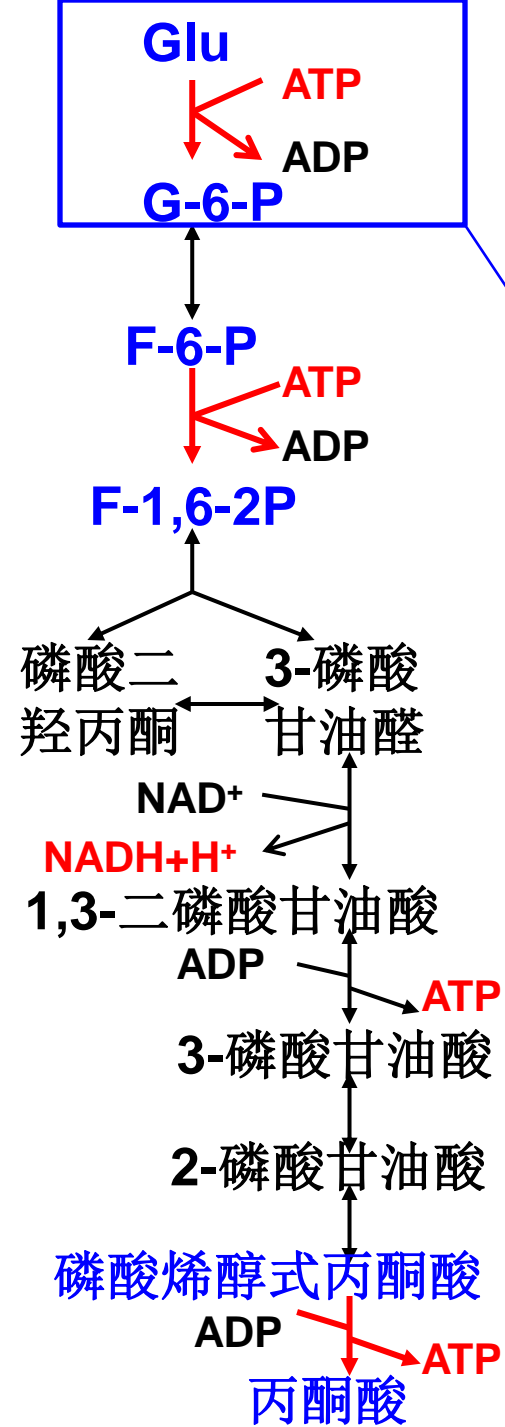 Glu
ATP
ADP
G-6-P
F-6-P
ATP
ADP
F-1,6-2P
磷酸二
羟丙酮
3-磷酸
甘油醛
NAD⁺
NADH+H⁺
1,3-二磷酸甘油酸
ADP
ATP
3-磷酸甘油酸
2-磷酸甘油酸
磷酸烯醇式丙酮酸
ADP
ATP
丙酮酸